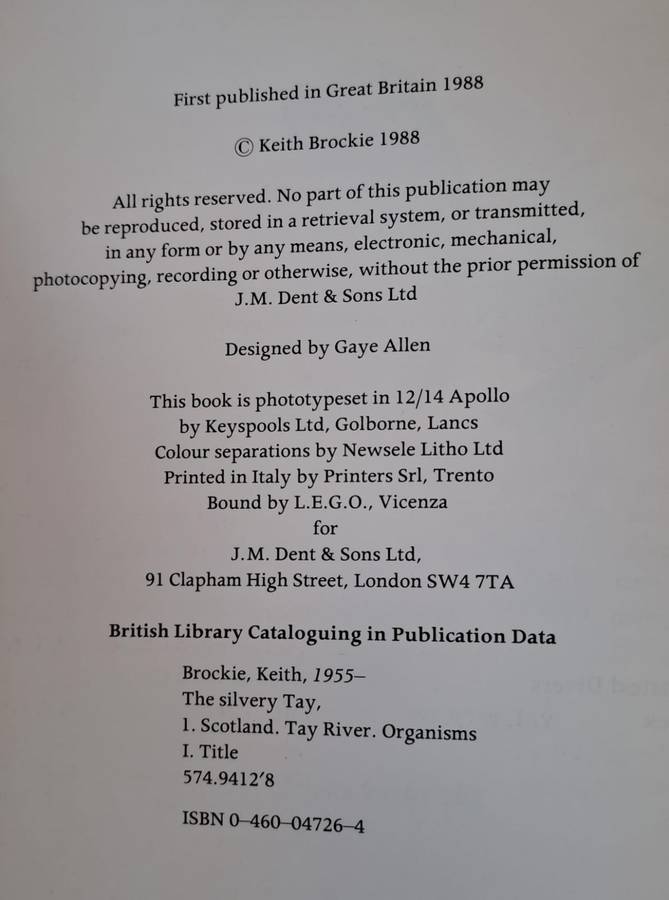 First published in Great Britain 1988
© Keith Brockie 1988
All rights reserved. No part of this publication may
be reproduced, stored in a retrieval system, or transmitted,
in any form or by any means, electronic, mechanical,
photocopying, recording or otherwise, without the prior permission of
J.M. Dent & Sons Ltd
Designed by Gaye Allen
This book is phototypeset in 12/14 Apollo
by Keyspools Ltd, Golborne, Lancs
Colour separations by Newsele Litho Ltd
Printed in Italy by Printers Srl, Trento
Bound by L.E.G.O., Vicenza
for
J.M. Dent & Sons Ltd,
91 Clapham High Street, London SW4 7TA
British Library Cataloguing in Publication Data
Brockie, Keith, 1955–
The silvery Tay,
1. Scotland. Tay River. Organisms
I. Title
574.9412′8
ISBN 0–460–04726–4